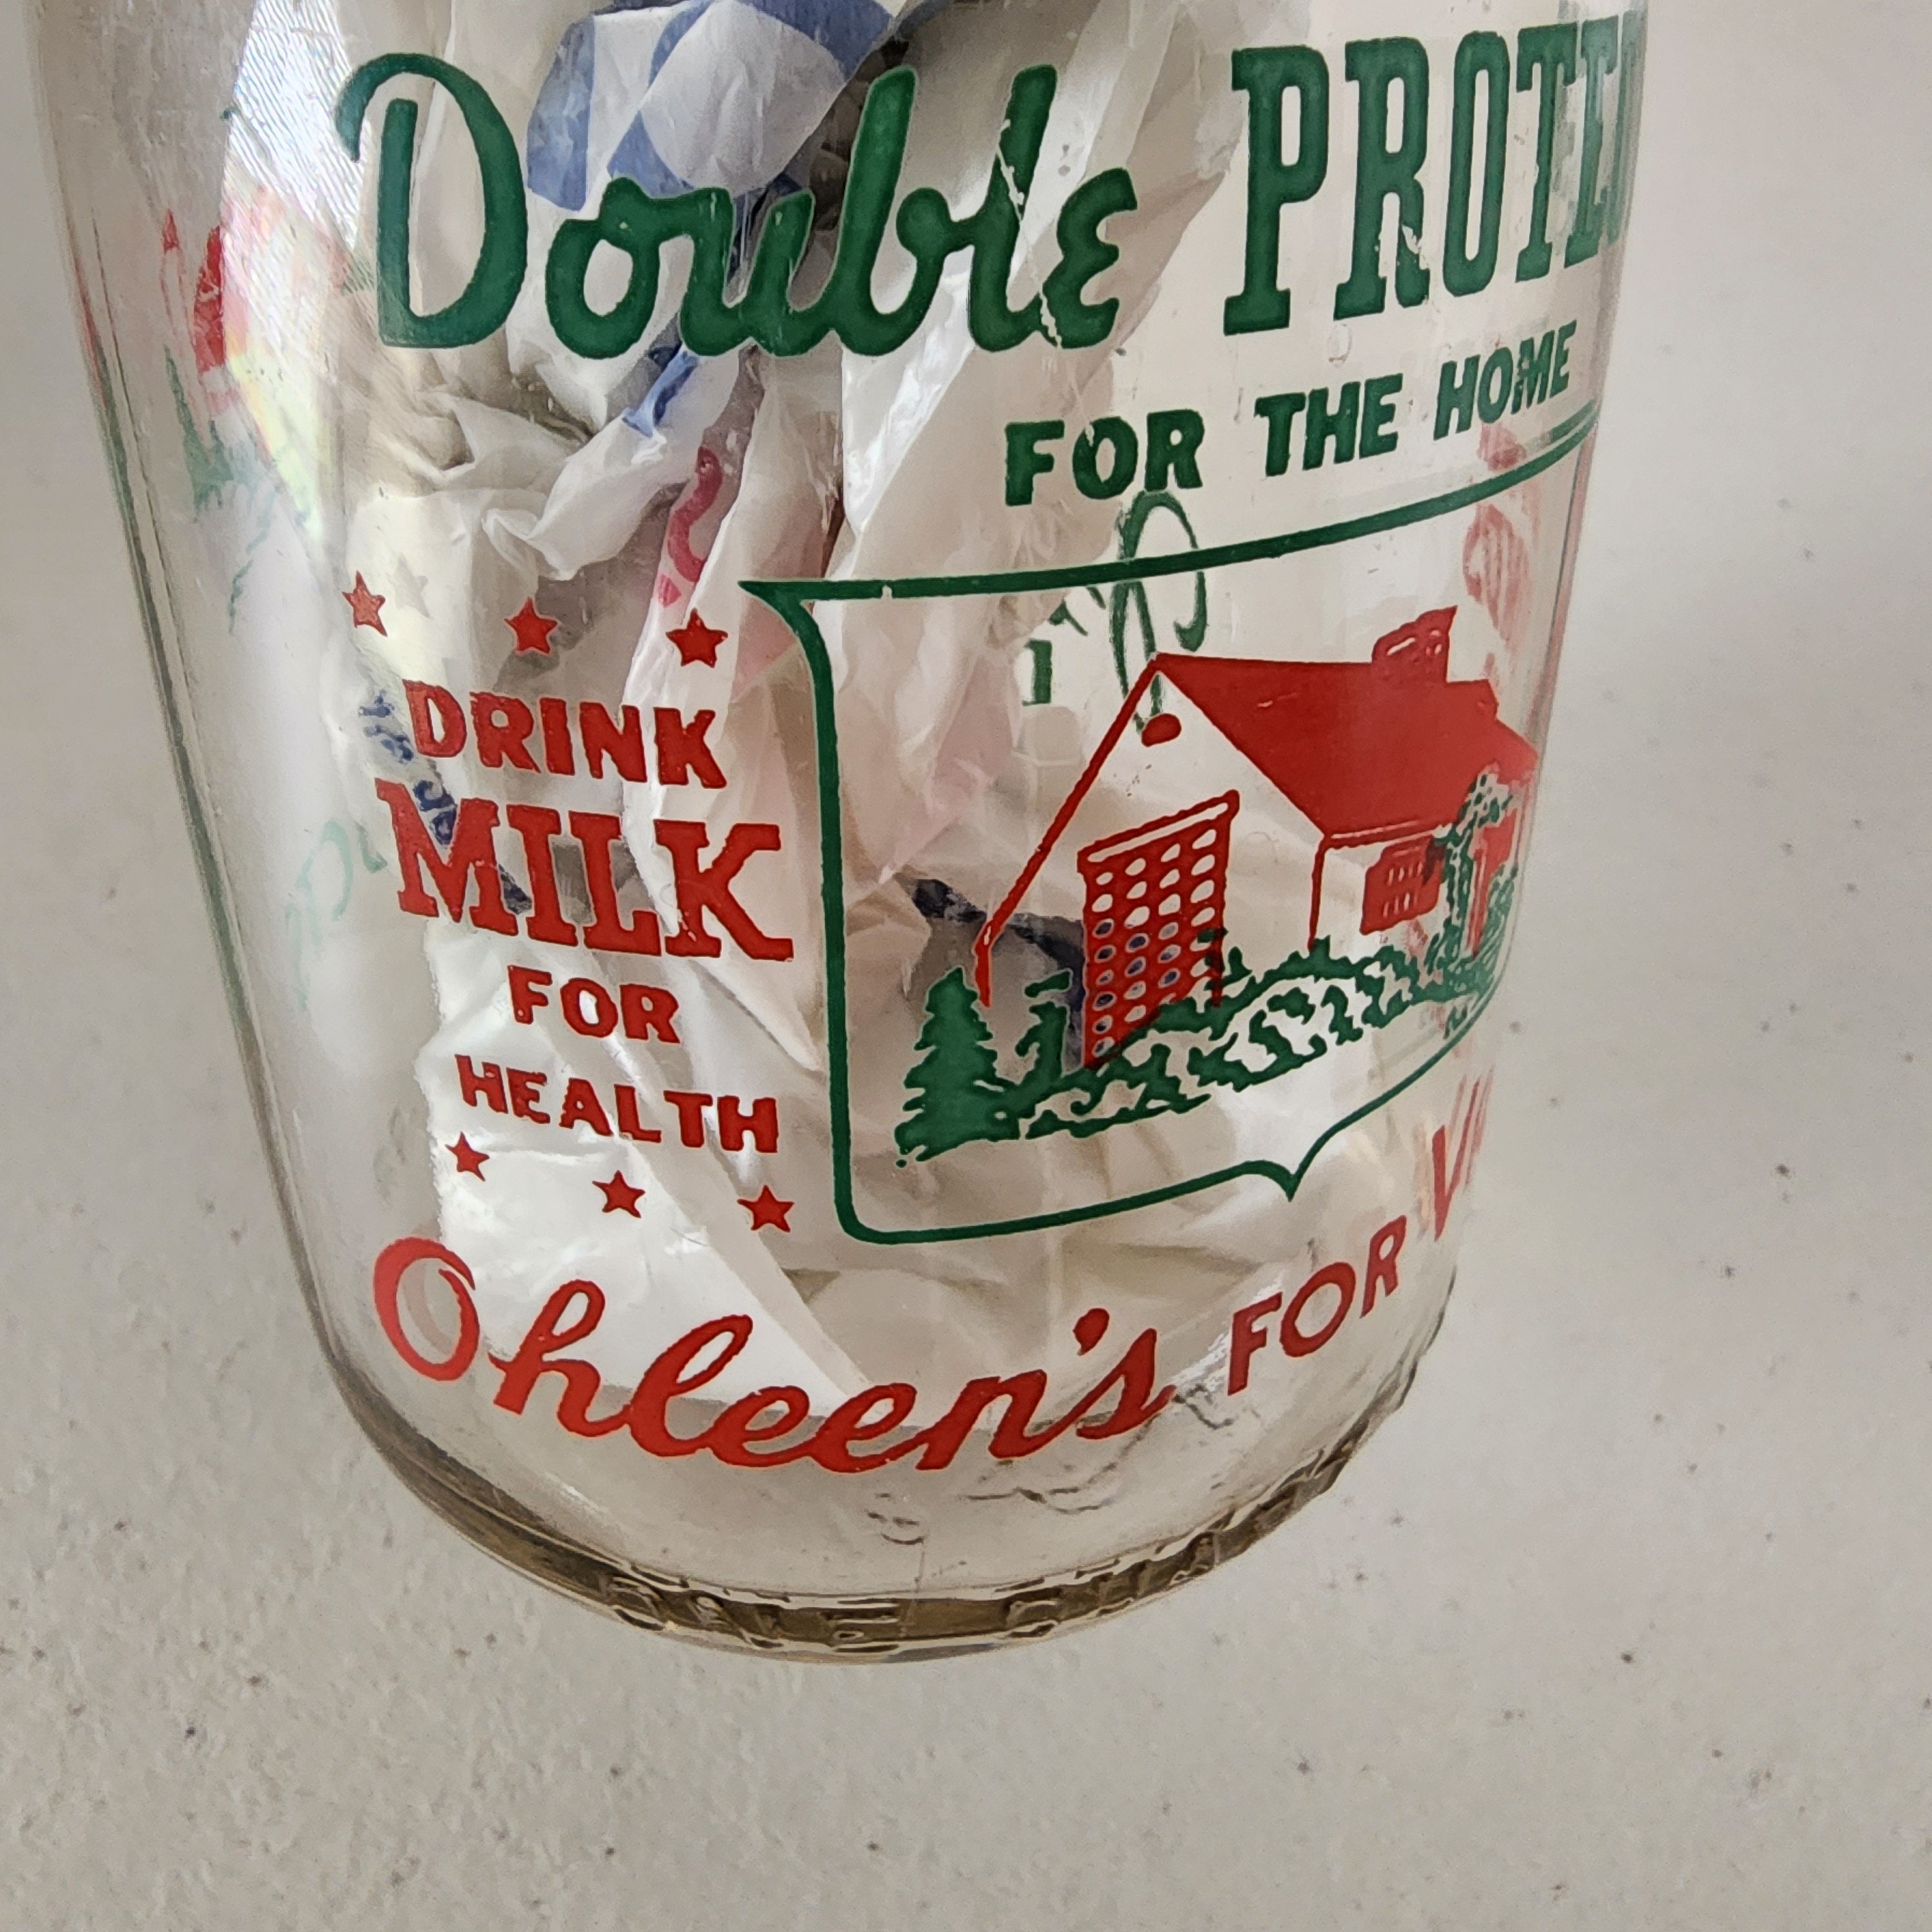 Double
FOR THE HOME
DRINK
MILK
FOR
HEALTH
Ohleen's FOR